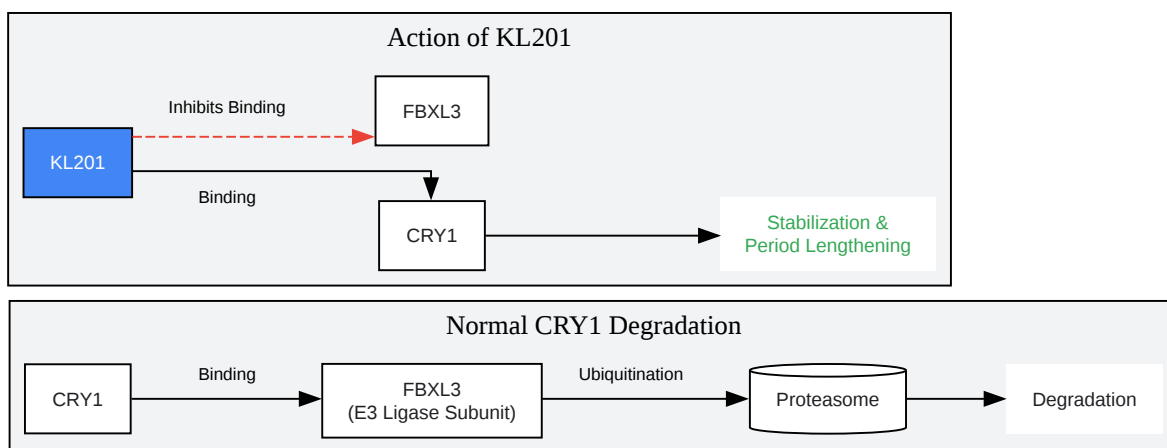 Action of KL201
Inhibits Binding
FBXL3
KL201
Binding
CRY1
Stabilization &
Period Lengthening
Normal CRY1 Degradation
CRY1
Binding
FBXL3
(E3 Ligase Subunit)
Ubiquitination
Proteasome
Degradation